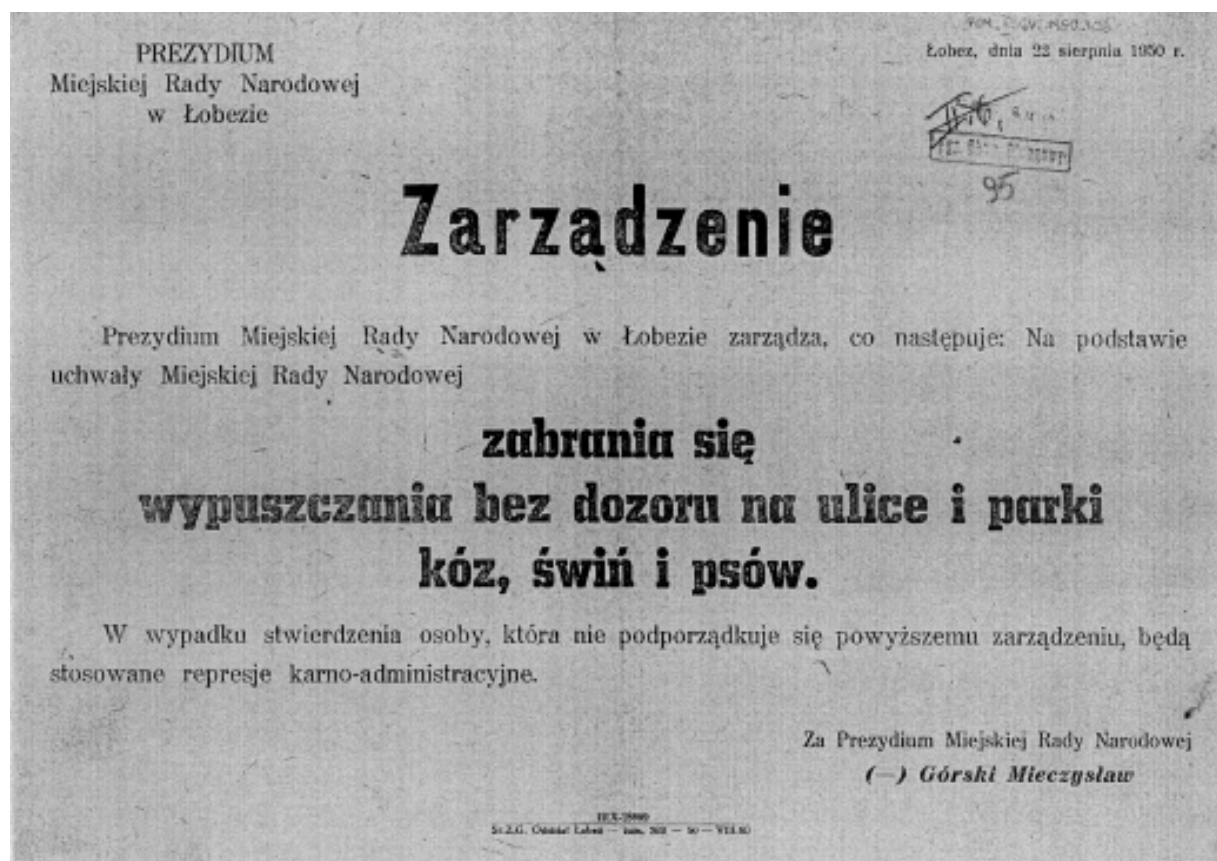 PREZYDIUM
Miejskiej Rady Narodowej
w Łobezie
Łobez, dnia 22 sierpnia 1950 r.
95
Zarządzenie
Prezydium Miejskiej Rady Narodowej w Łobezie zarządza, co następuje: Na podstawie
uchwały Miejskiej Rady Narodowej
zabrania się
wypuszczania bez dozoru na ulice i parki
kóz, świń i psów.
W wypadku stwierdzenia osoby, która nie podporządkuje się powyższemu zarządzeniu, będą
stosowane represje karno-administracyjne.
Za Prezydium Miejskiej Rady Narodowej
(—) Górski Mieczysław